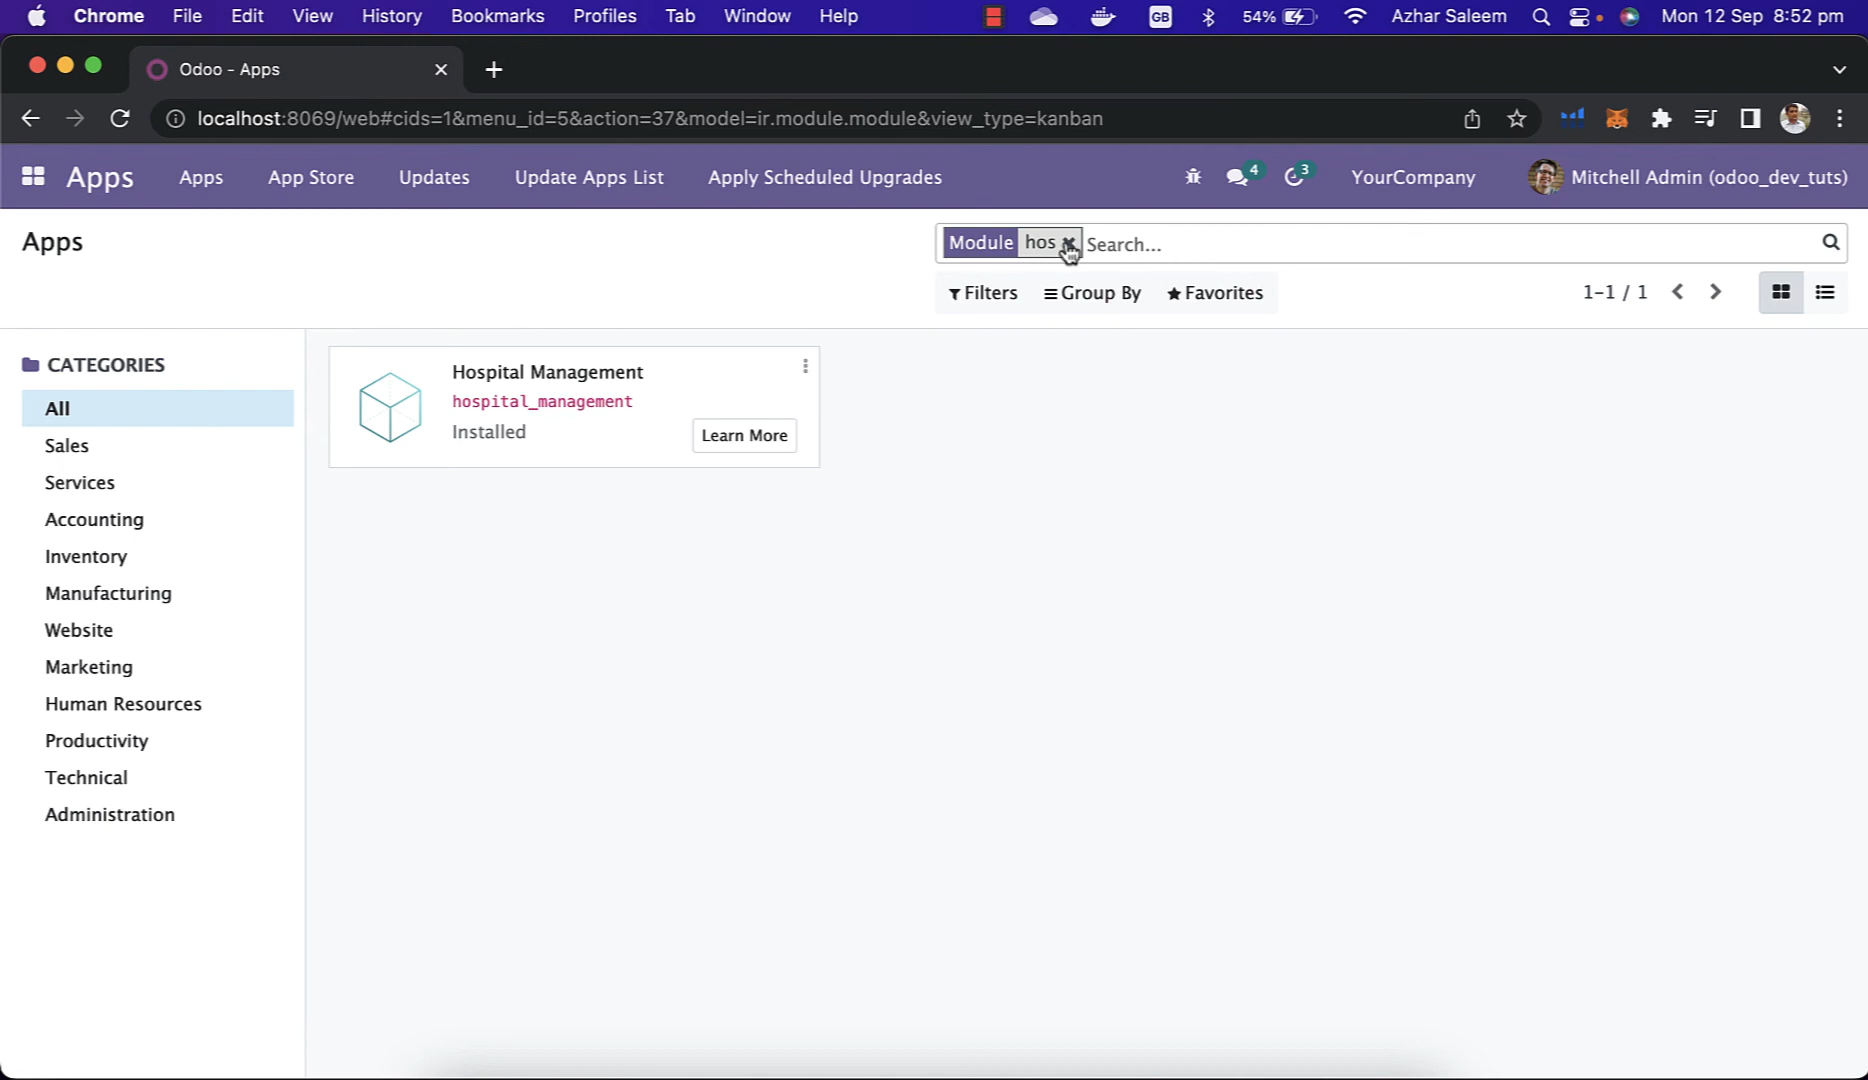 Chrome File Edit View History Bookmarks Profiles Tab Window Help GB 54% Azhar Saleem Mon 12 Sep 8:52 pm
Odoo - Apps
localhost:8069/web#cids=1&menu_id=5&action=37&model=ir.module.module&view_type=kanban
Apps Apps App Store Updates Update Apps List Apply Scheduled Upgrades 4 3 YourCompany Mitchell Admin (odoo_dev_tuts)
Apps
Module hos Search...
Filters Group By Favorites 1-1 / 1
CATEGORIES
All
Sales
Services
Accounting
Inventory
Manufacturing
Website
Marketing
Human Resources
Productivity
Technical
Administration
Hospital Management
hospital_management
Installed
Learn More